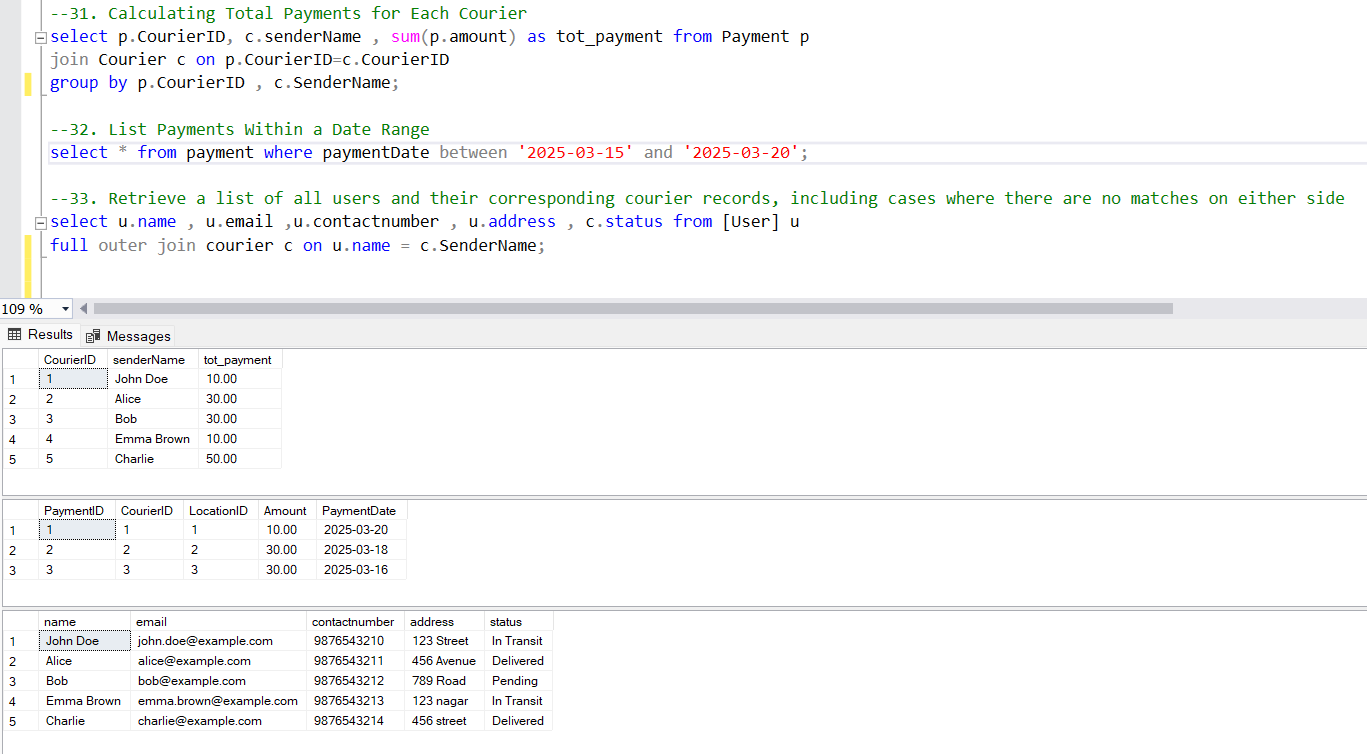 --31. Calculating Total Payments for Each Courier
select p.CourierID, c.senderName , sum(p.amount) as tot_payment from Payment p
join Courier c on p.CourierID=c.CourierID
group by p.CourierID , c.SenderName;
--32. List Payments Within a Date Range
select * from payment where paymentDate between '2025-03-15' and '2025-03-20';
--33. Retrieve a list of all users and their corresponding courier records, including cases where there are no matches on either side
select u.name , u.email ,u.contactnumber , u.address , c.status from [User] u
full outer join courier c on u.name = c.SenderName;
109 %
Results Messages
CourierID senderName tot_payment
1 1 John Doe 10.00
2 2 Alice 30.00
3 3 Bob 30.00
4 4 Emma Brown 10.00
5 5 Charlie 50.00
PaymentID CourierID LocationID Amount PaymentDate
1 1 1 1 10.00 2025-03-20
2 2 2 2 30.00 2025-03-18
3 3 3 3 30.00 2025-03-16
name email contactnumber address status
1 John Doe john.doe@example.com 9876543210 123 Street In Transit
2 Alice alice@example.com 9876543211 456 Avenue Delivered
3 Bob bob@example.com 9876543212 789 Road Pending
4 Emma Brown emma.brown@example.com 9876543213 123 nagar In Transit
5 Charlie charlie@example.com 9876543214 456 street Delivered